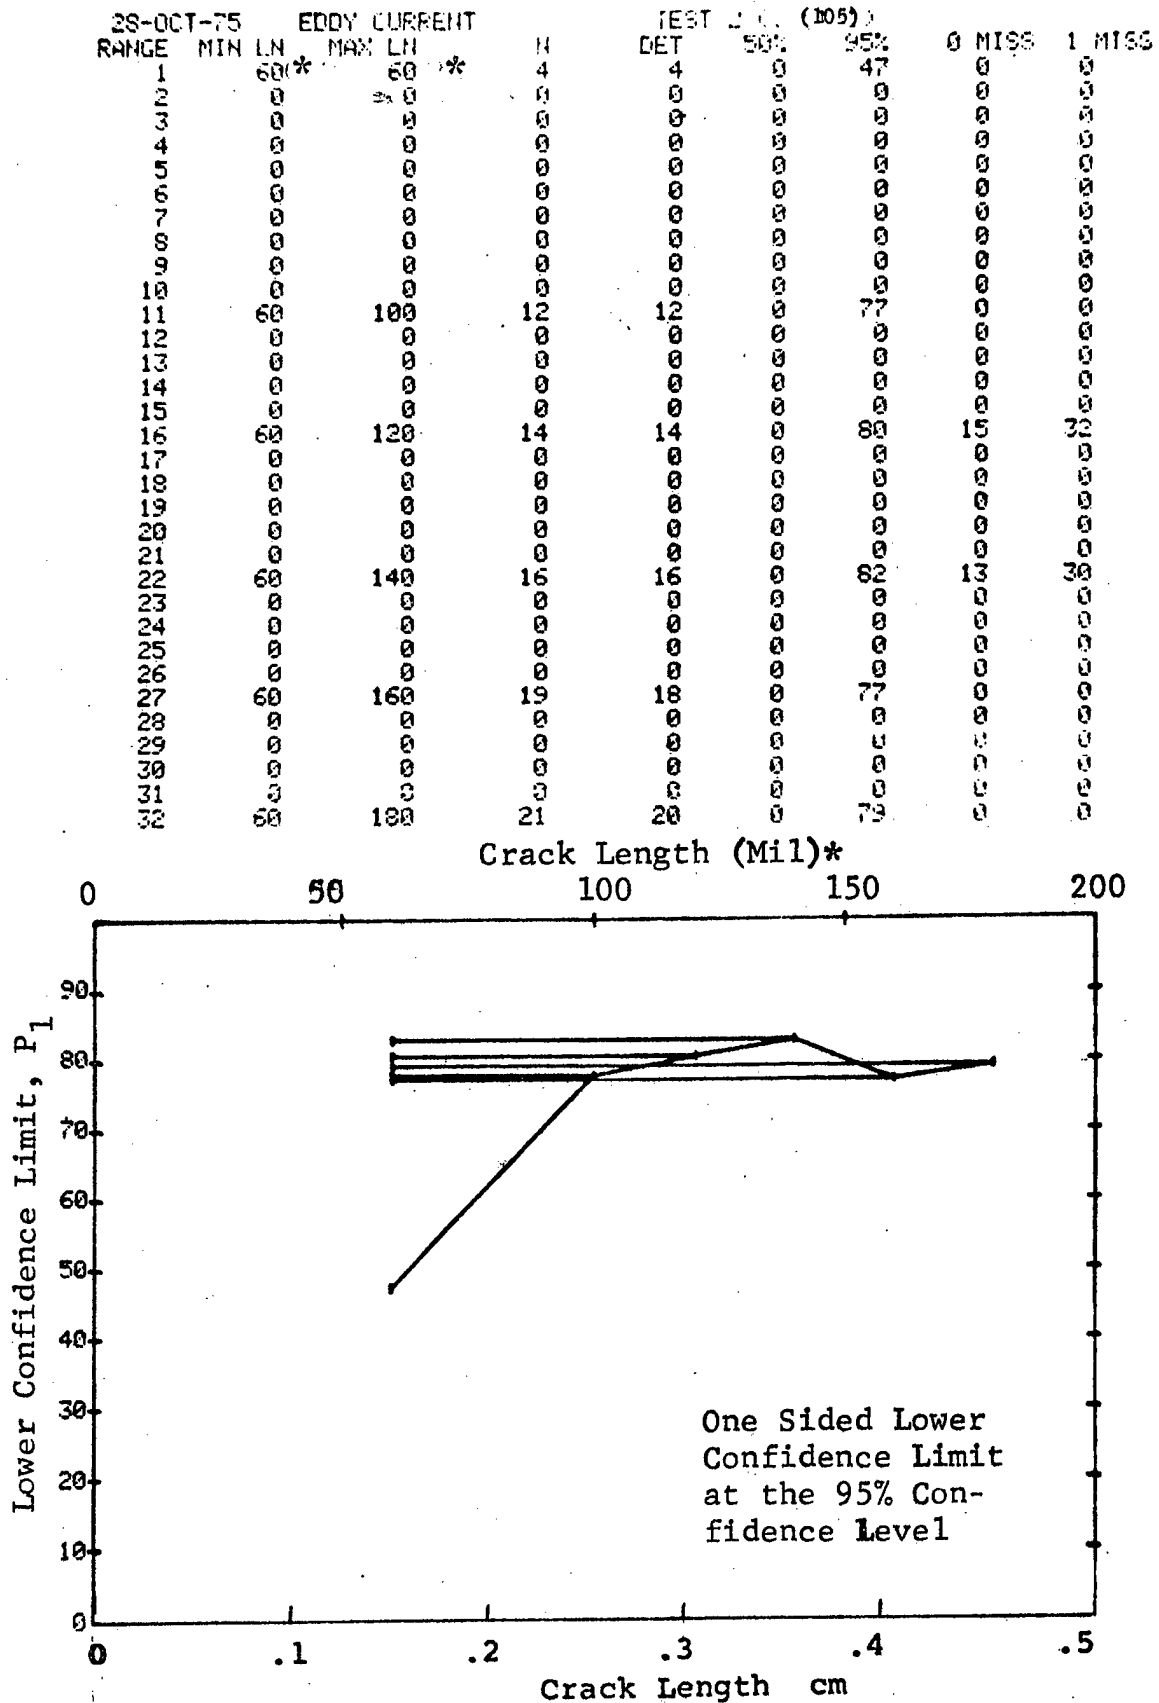 28-OCT-75 EDDY CURRENT TEST (D05)
RANGE MIN LN MAX LN N DET 50% 95% 0 MISS 1 MISS
1 60(* 60 )* 4 4 0 47 0 0
2 0 0 0 0 0 0 0 0
3 0 0 0 0 0 0 0 0
4 0 0 0 0 0 0 0 0
5 0 0 0 0 0 0 0 0
6 0 0 0 0 0 0 0 0
7 0 0 0 0 0 0 0 0
8 0 0 0 0 0 0 0 0
9 0 0 0 0 0 0 0 0
10 0 0 0 0 0 0 0 0
11 60 100 12 12 0 77 0 0
12 0 0 0 0 0 0 0 0
13 0 0 0 0 0 0 0 0
14 0 0 0 0 0 0 0 0
15 0 0 0 0 0 0 0 0
16 60 120 14 14 0 80 15 32
17 0 0 0 0 0 0 0 0
18 0 0 0 0 0 0 0 0
19 0 0 0 0 0 0 0 0
20 0 0 0 0 0 0 0 0
21 0 0 0 0 0 0 0 0
22 60 140 16 16 0 82 13 30
23 0 0 0 0 0 0 0 0
24 0 0 0 0 0 0 0 0
25 0 0 0 0 0 0 0 0
26 0 0 0 0 0 0 0 0
27 60 160 19 18 0 77 0 0
28 0 0 0 0 0 0 0 0
29 0 0 0 0 0 0 0 0
30 0 0 0 0 0 0 0 0
31 0 0 0 0 0 0 0 0
32 60 180 21 20 0 79 0 0
Crack Length (Mil)*
0 50 100 150 200
Lower Confidence Limit, P1
90
80
70
60
50
40
30
20
10
0
One Sided Lower
Confidence Limit
at the 95% Con-
fidence Level
0 .1 .2 .3 .4 .5
Crack Length cm